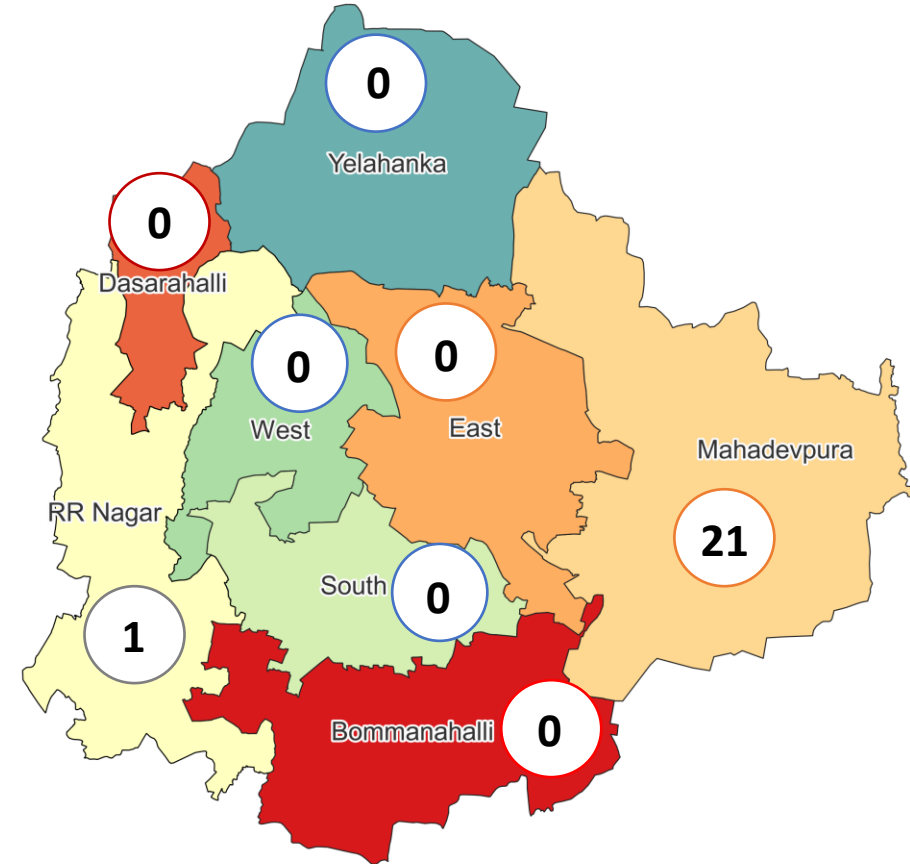 0
Yelahanka
0
Dasarahalli
0
West
0
East
Mahadevpura
21
RR Nagar
1
South
0
Bommanahalli
0